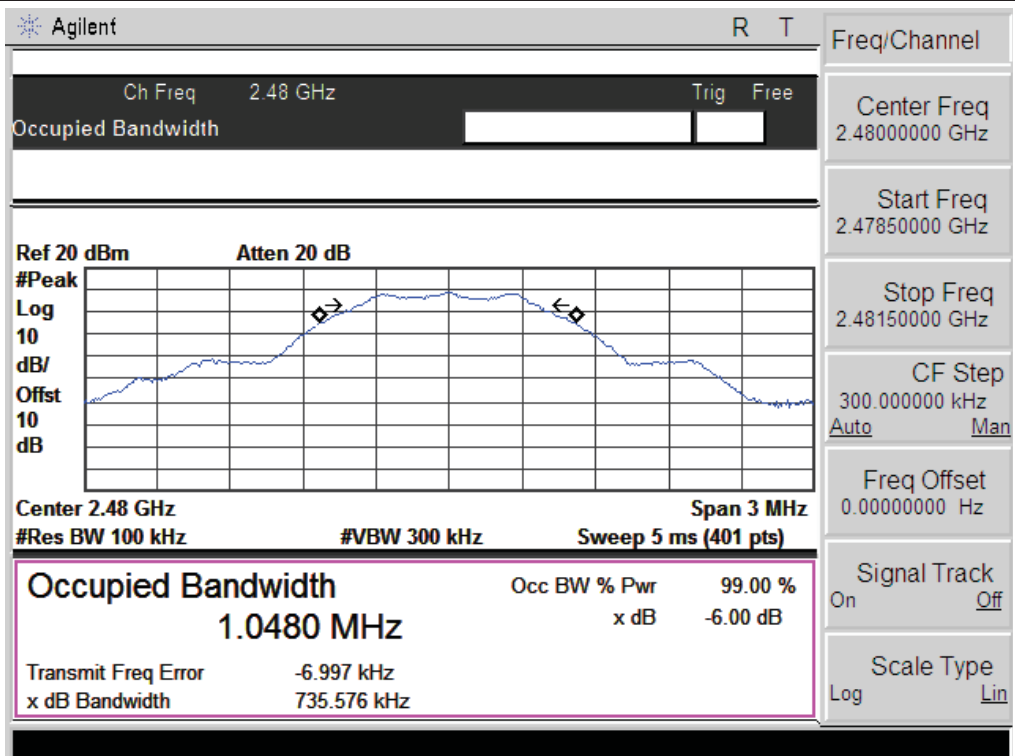 Agilent R T
Ch Freq 2.48 GHz Trig Free
Occupied Bandwidth
Ref 20 dBm Atten 20 dB
#Peak
Log
10
dB/
Offst
10
dB
Center 2.48 GHz Span 3 MHz
#Res BW 100 kHz #VBW 300 kHz Sweep 5 ms (401 pts)
Occupied Bandwidth Occ BW % Pwr 99.00 %
1.0480 MHz x dB -6.00 dB
Transmit Freq Error -6.997 kHz
x dB Bandwidth 735.576 kHz
Freq/Channel
Center Freq
2.48000000 GHz
Start Freq
2.47850000 GHz
Stop Freq
2.48150000 GHz
CF Step
300.000000 kHz
Auto Man
Freq Offset
0.00000000 Hz
Signal Track
On Off
Scale Type
Log Lin